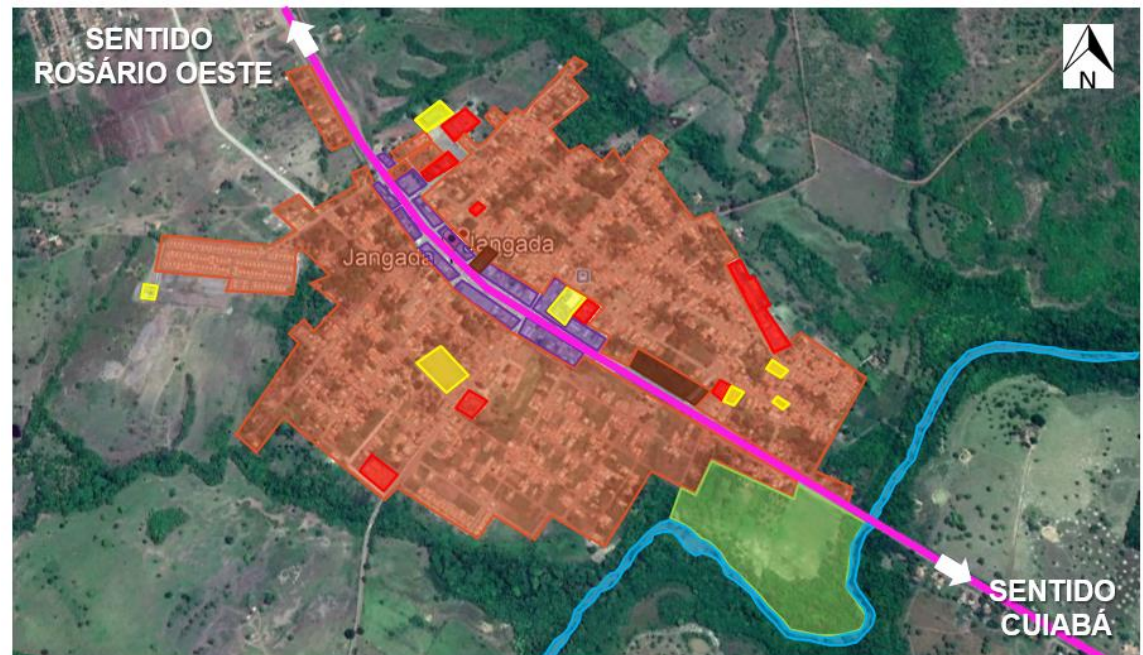 SENTIDO
ROSÁRIO OESTE
N
Jangada
Jangada
SENTIDO
CUIABÁ